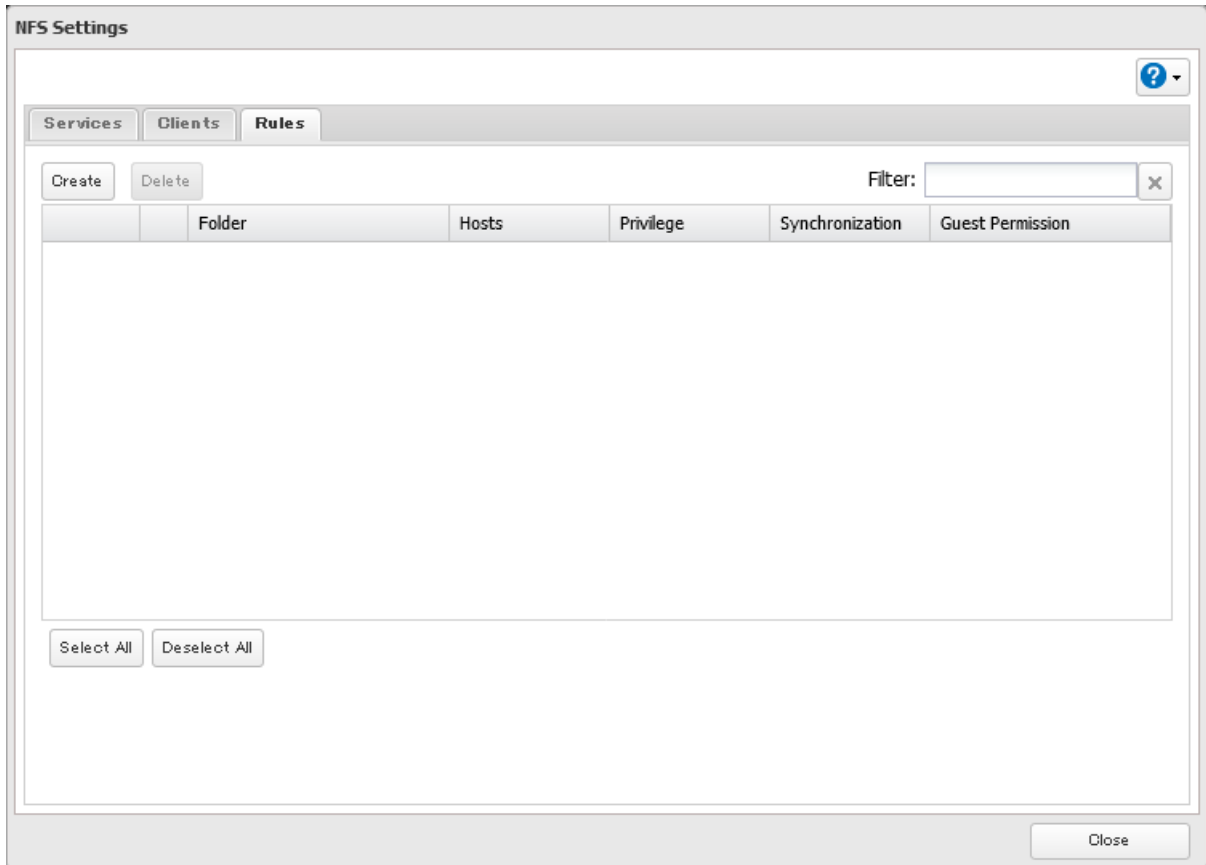 NFS Settings
?
Services Clients Rules
Create Delete Filter:
Folder Hosts Privilege Synchronization Guest Permission
Select All Deselect All
Close